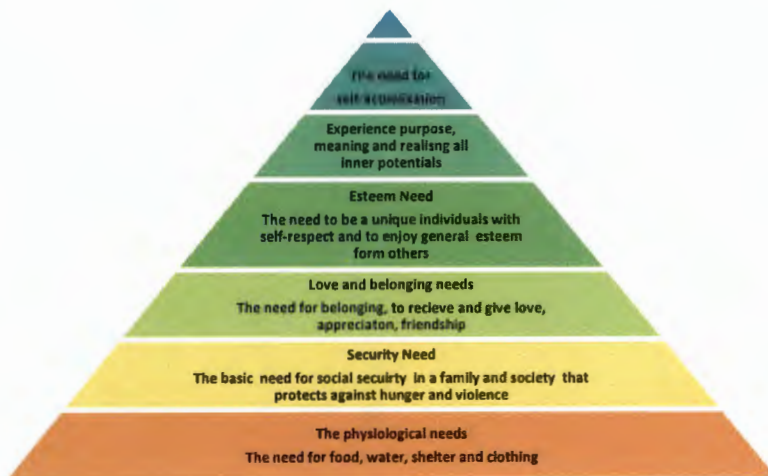 The need for
self-actualisation
Experience purpose,
meaning and realisng all
inner potentials
Esteem Need
The need to be a unique individuals with
self-respect and to enjoy general esteem
form others
Love and belonging needs
The need for belonging, to recieve and give love,
appreciaton, friendship
Security Need
The basic need for social secuirty in a family and society that
protects against hunger and violence
The physiological needs
The need for food, water, shelter and clothing